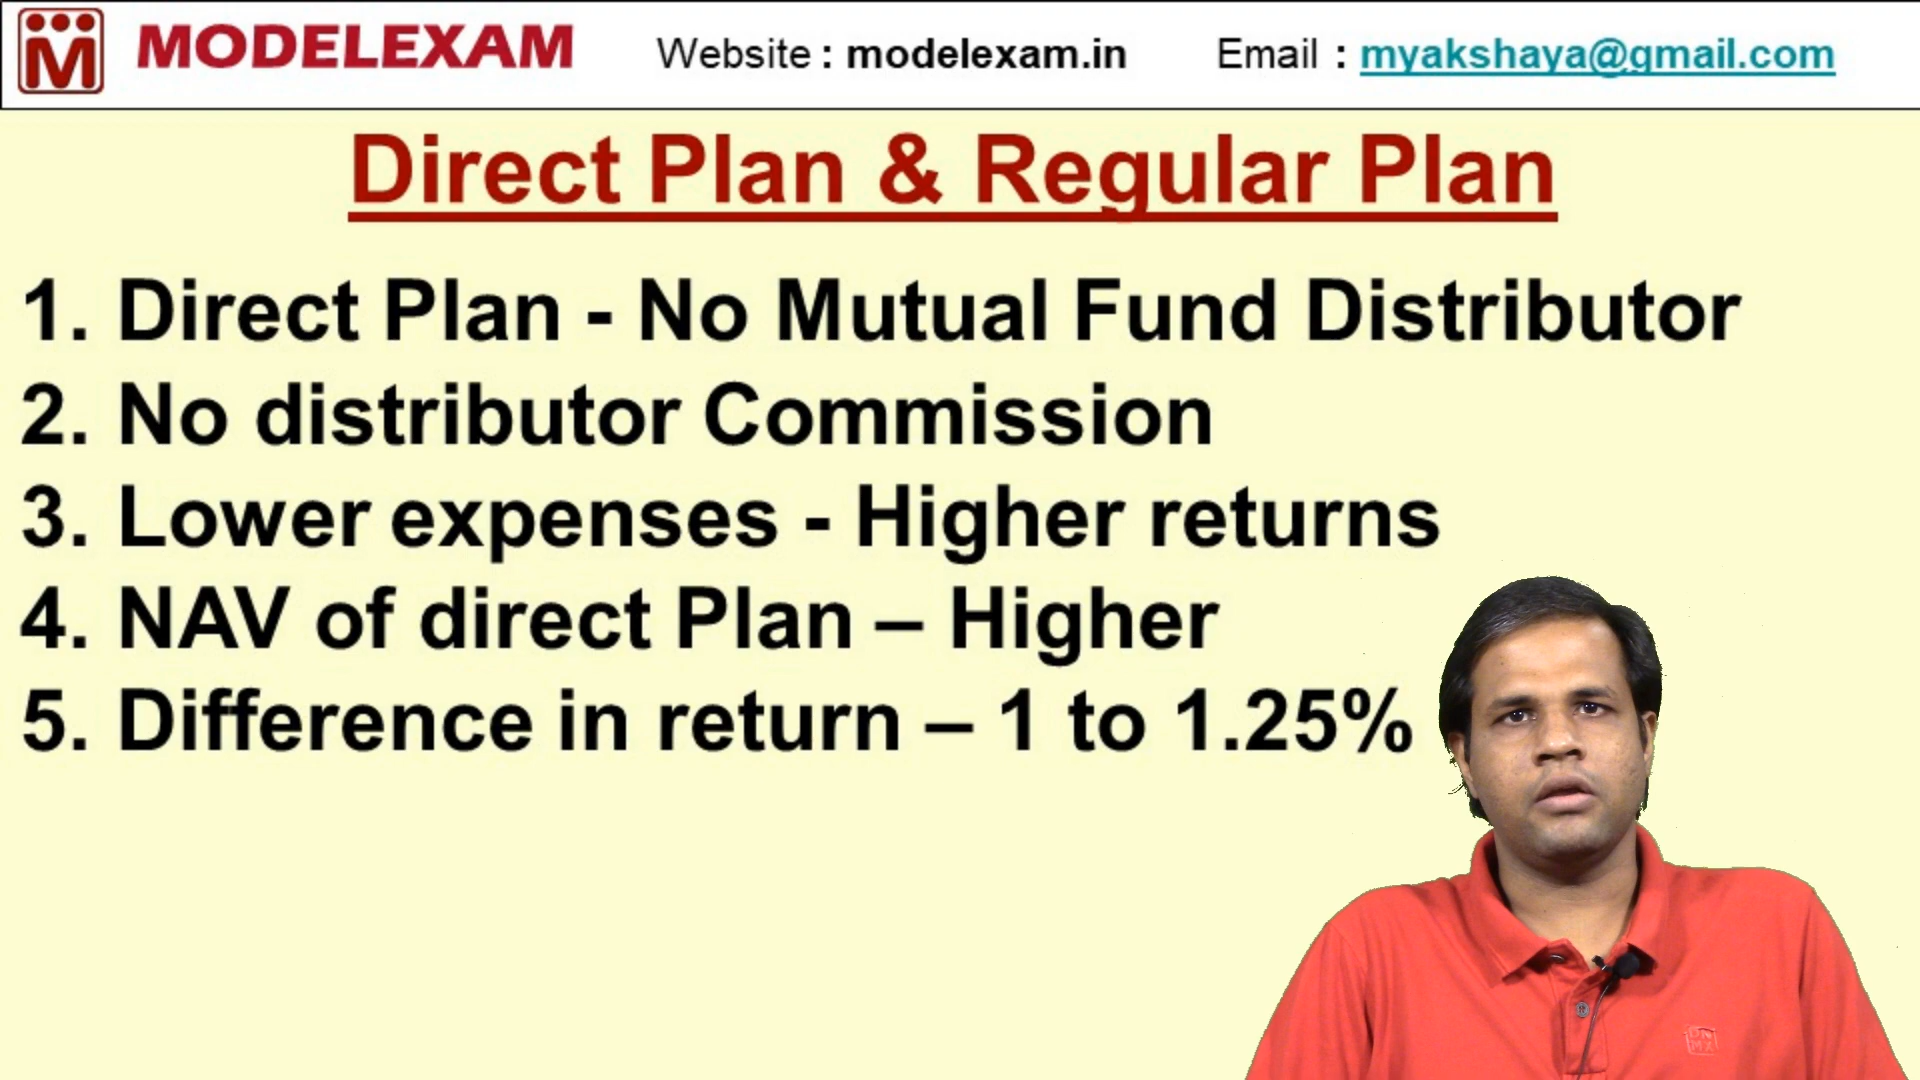 M MODELEXAM Website : modelexam.in Email : myakshaya@gmail.com
Direct Plan & Regular Plan
1. Direct Plan - No Mutual Fund Distributor
2. No distributor Commission
3. Lower expenses - Higher returns
4. NAV of direct Plan – Higher
5. Difference in return – 1 to 1.25%
DN
MX